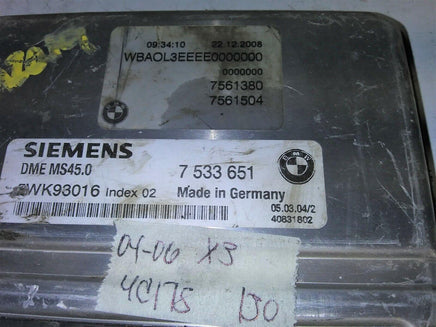 09:34:10 22.12.2008
WBAOL3EEEE0000000
0000000
7561380
7561504
SIEMENS
DME MS45.0
7 533 651
5WK93016 Index 02
Made in Germany
05.03.04/2
40831802
04-06 X3
4C175 130